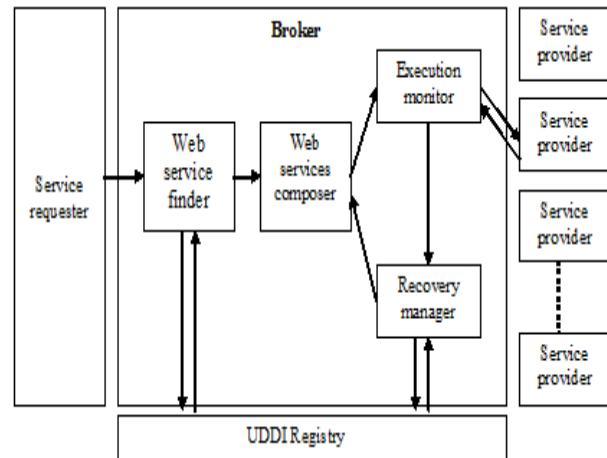 Broker
Service
requester
Web
service
finder
Web
services
composer
Execution
monitor
Recovery
manager
Service
provider
Service
provider
Service
provider
Service
provider
UDDI Registry